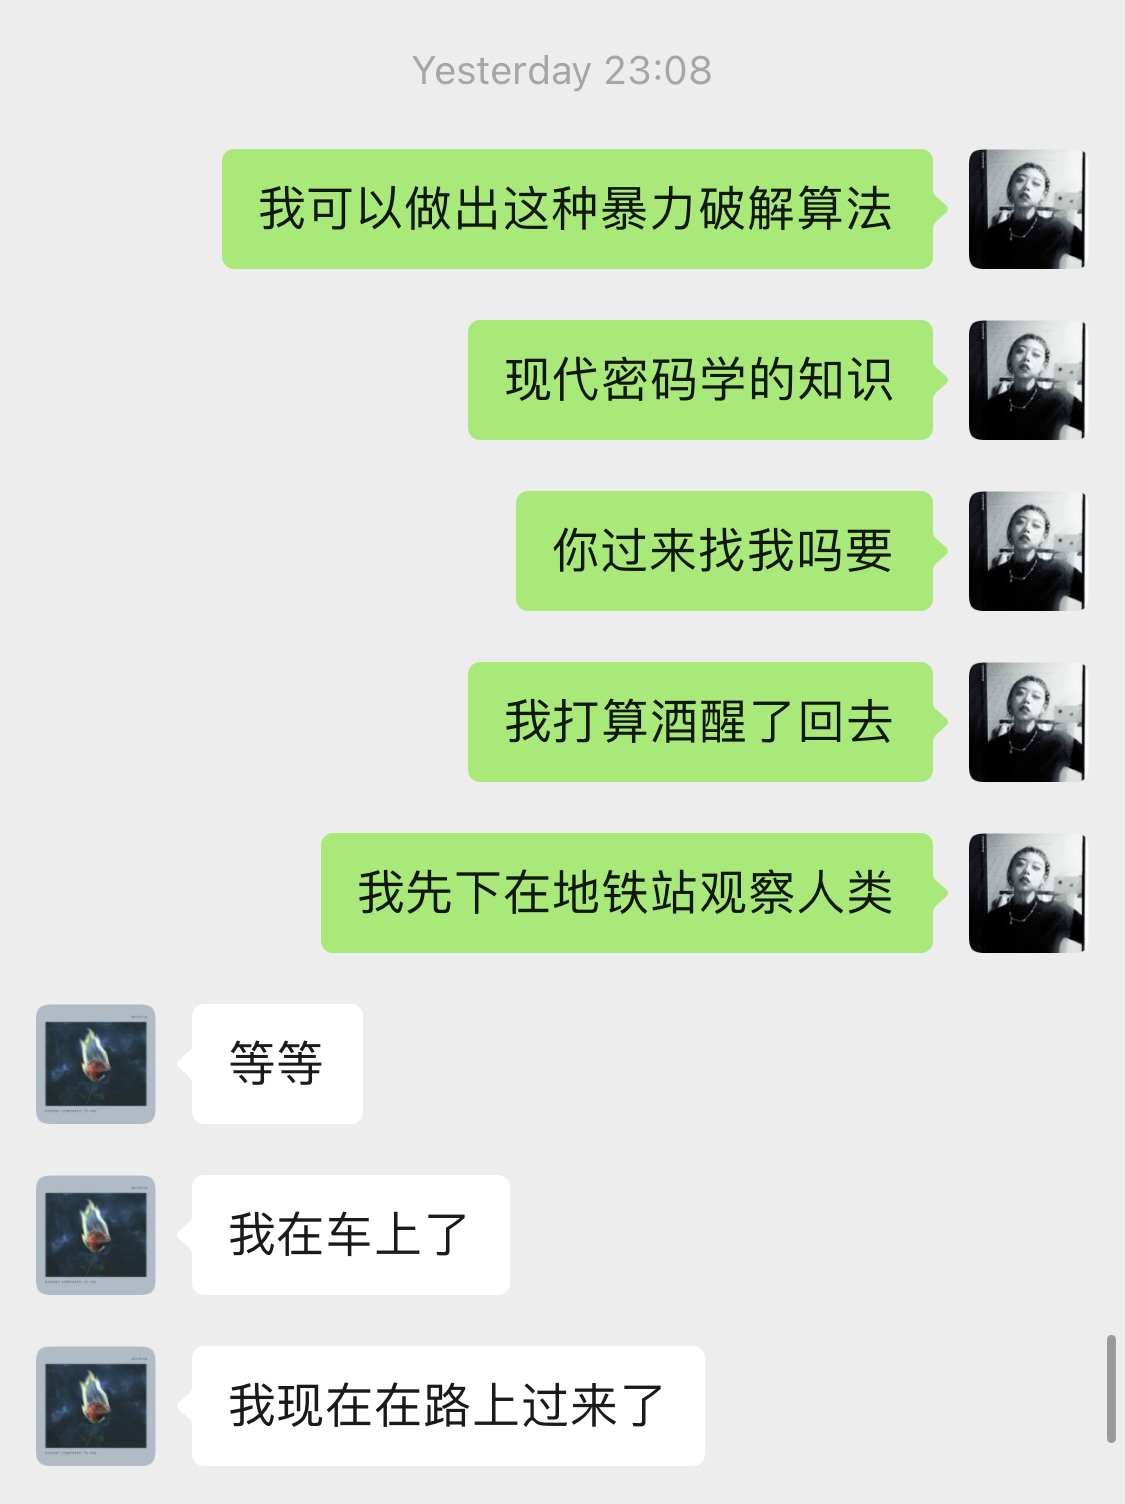 Yesterday 23:08
我可以做出这种暴力破解算法
现代密码学的知识
你过来找我吗要
我打算酒醒了回去
我先下在地铁站观察人类
等等
我在车上了
我现在在路上过来了